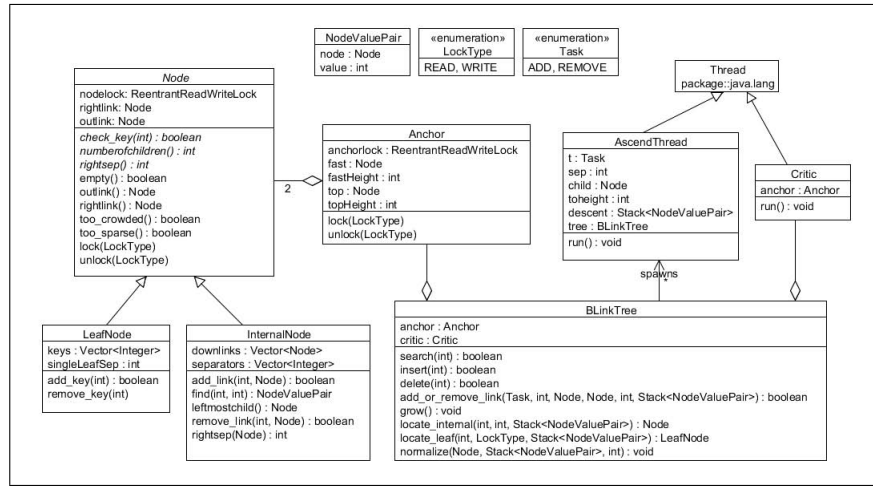 NodeValuePair
node : Node
value : int
«enumeration»
LockType
READ, WRITE
«enumeration»
Task
ADD, REMOVE
Node
nodelock: ReentrantReadWriteLock
rightlink: Node
outlink: Node
check_key(int) : boolean
numberofchildren() : int
rightsep() : int
empty() : boolean
outlink() : Node
rightlink() : Node
too_crowded() : boolean
too_sparse() : boolean
lock(LockType)
unlock(LockType)
2
Anchor
anchorlock : ReentrantReadWriteLock
fast : Node
fastHeight : int
top : Node
topHeight : int
lock(LockType)
unlock(LockType)
Thread
package::java.lang
AscendThread
t : Task
sep : int
child : Node
toheight : int
descent : Stack<NodeValuePair>
tree : BLinkTree
run() : void
Critic
anchor : Anchor
run() : void
spawns
*
LeafNode
keys : Vector<Integer>
singleLeafSep : int
add_key(int) : boolean
remove_key(int)
InternalNode
downlinks : Vector<Node>
separators : Vector<Integer>
add_link(int, Node) : boolean
find(int, int) : NodeValuePair
leftmostchild() : Node
remove_link(int, Node) : boolean
rightsep(Node) : int
BLinkTree
anchor : Anchor
critic : Critic
search(int) : boolean
insert(int) : boolean
delete(int) : boolean
add_or_remove_link(Task, int, Node, Node, int, Stack<NodeValuePair>) : boolean
grow() : void
locate_internal(int, int, Stack<NodeValuePair>) : Node
locate_leaf(int, LockType, Stack<NodeValuePair>) : LeafNode
normalize(Node, Stack<NodeValuePair>, int) : void